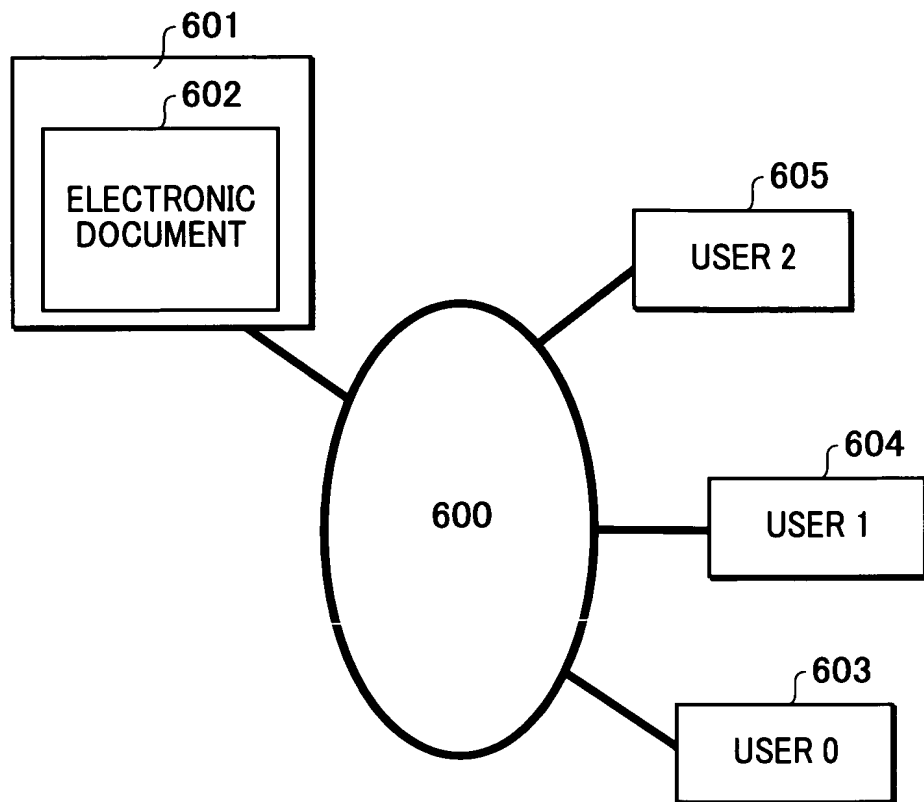 601
602
ELECTRONIC
DOCUMENT
605
USER 2
604
600
USER 1
603
USER 0